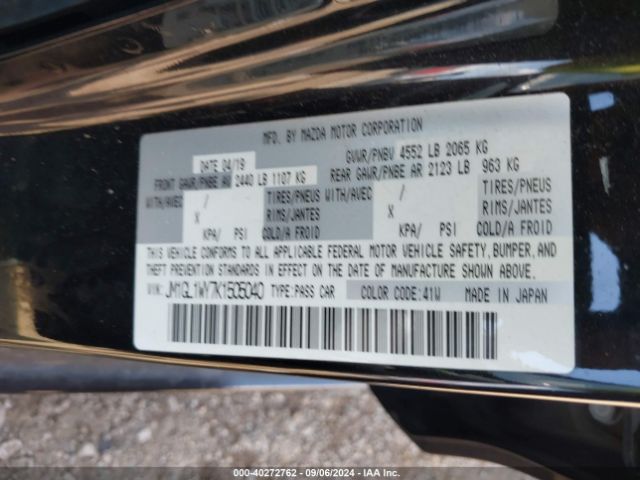 MFD. BY MAZDA MOTOR CORPORATION
DATE 04/19 GVWR/PNBV 4552 LB 2065 KG
FRONT GAWR/PNBE AV 2440 LB 1107 KG REAR GAWR/PNBE AR 2123 LB 963 KG
WITH/AVEC / TIRES/PNEUS WITH/AVEC / TIRES/PNEUS
X RIMS/JANTES X RIMS/JANTES
KPA/ PSI COLD/A FROID KPA/ PSI COLD/A FROID
THIS VEHICLE CONFORMS TO ALL APPLICABLE FEDERAL MOTOR VEHICLE SAFETY, BUMPER, AND
THEFT PREVENTION STANDARDS IN EFFECT ON THE DATE OF MANUFACTURE SHOWN ABOVE.
VIN: JM1GL1WY7K1505040 TYPE:PASS CAR COLOR CODE:41W MADE IN JAPAN
000-40272762 - 09/06/2024 - IAA Inc.